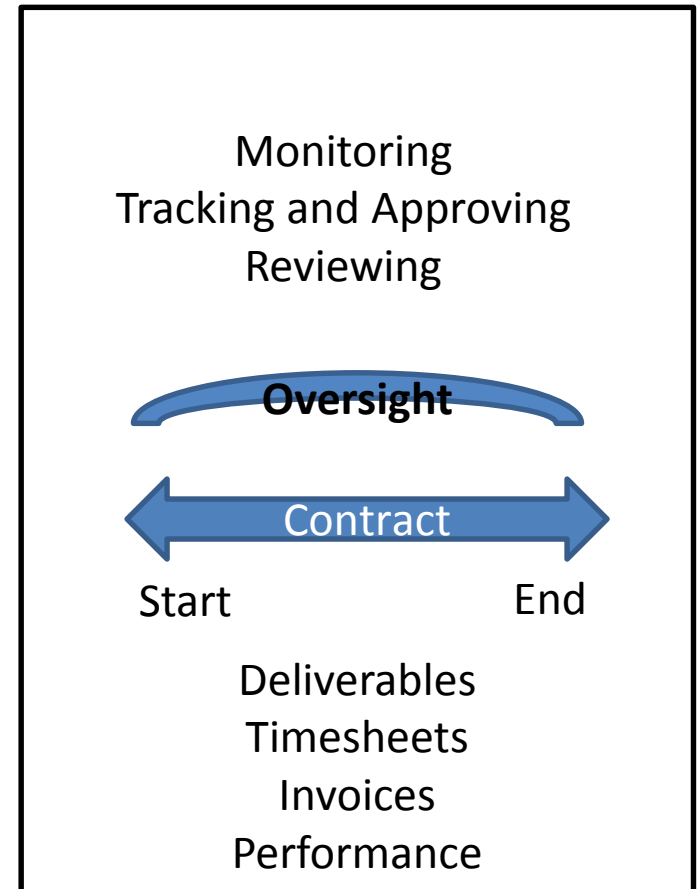 Monitoring
Tracking and Approving
Reviewing
Oversight
Contract
Start End
Deliverables
Timesheets
Invoices
Performance